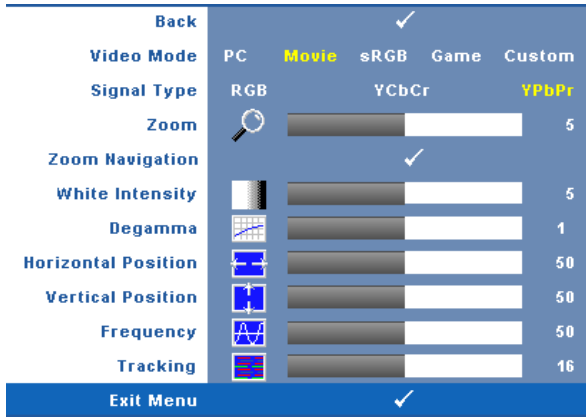 Back
Video Mode PC Movie sRGB Game Custom
Signal Type RGB YCbCr YPbPr
Zoom 5
Zoom Navigation
White Intensity 5
Degamma 1
Horizontal Position 50
Vertical Position 50
Frequency 50
Tracking 16
Exit Menu